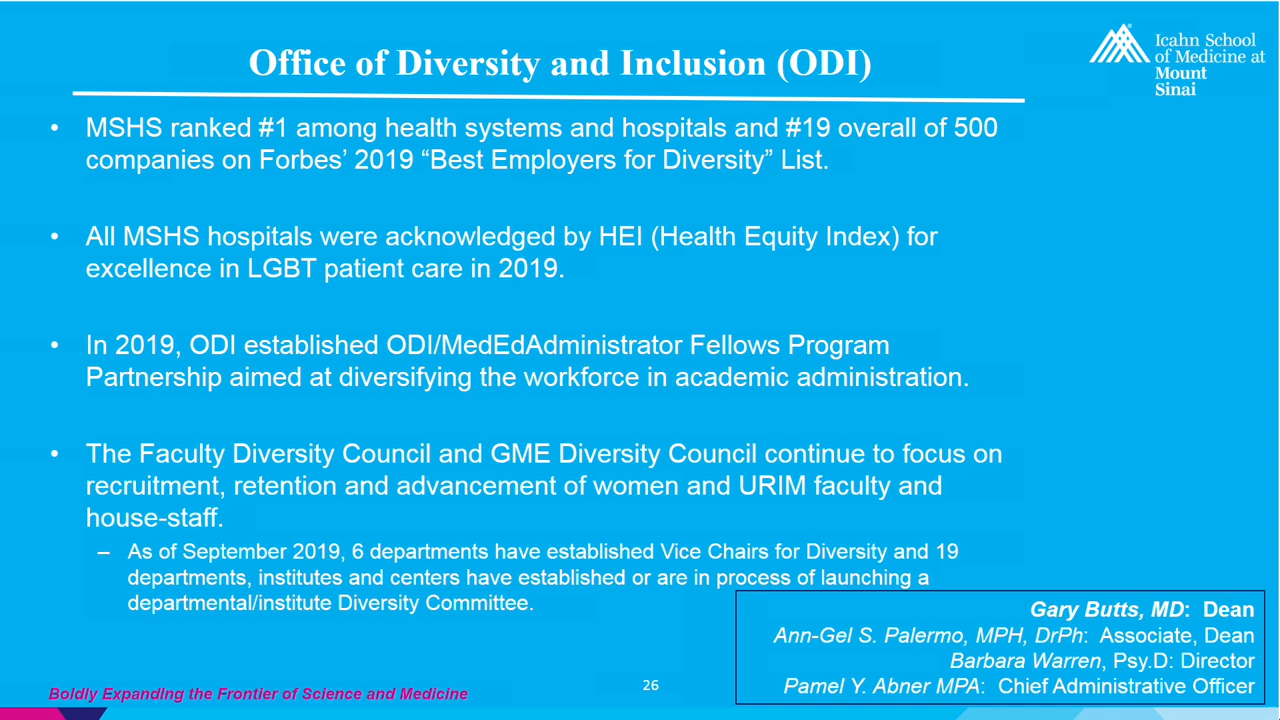 Office of Diversity and Inclusion (ODI)
Icahn School
of Medicine at
Mount
Sinai
• MSHS ranked #1 among health systems and hospitals and #19 overall of 500
companies on Forbes’ 2019 “Best Employers for Diversity” List.
• All MSHS hospitals were acknowledged by HEI (Health Equity Index) for
excellence in LGBT patient care in 2019.
• In 2019, ODI established ODI/MedEdAdministrator Fellows Program
Partnership aimed at diversifying the workforce in academic administration.
• The Faculty Diversity Council and GME Diversity Council continue to focus on
recruitment, retention and advancement of women and URIM faculty and
house-staff.
– As of September 2019, 6 departments have established Vice Chairs for Diversity and 19
departments, institutes and centers have established or are in process of launching a
departmental/institute Diversity Committee.
Gary Butts, MD: Dean
Ann-Gel S. Palermo, MPH, DrPh: Associate, Dean
Barbara Warren, Psy.D: Director
Pamel Y. Abner MPA: Chief Administrative Officer
Boldly Expanding the Frontier of Science and Medicine
26